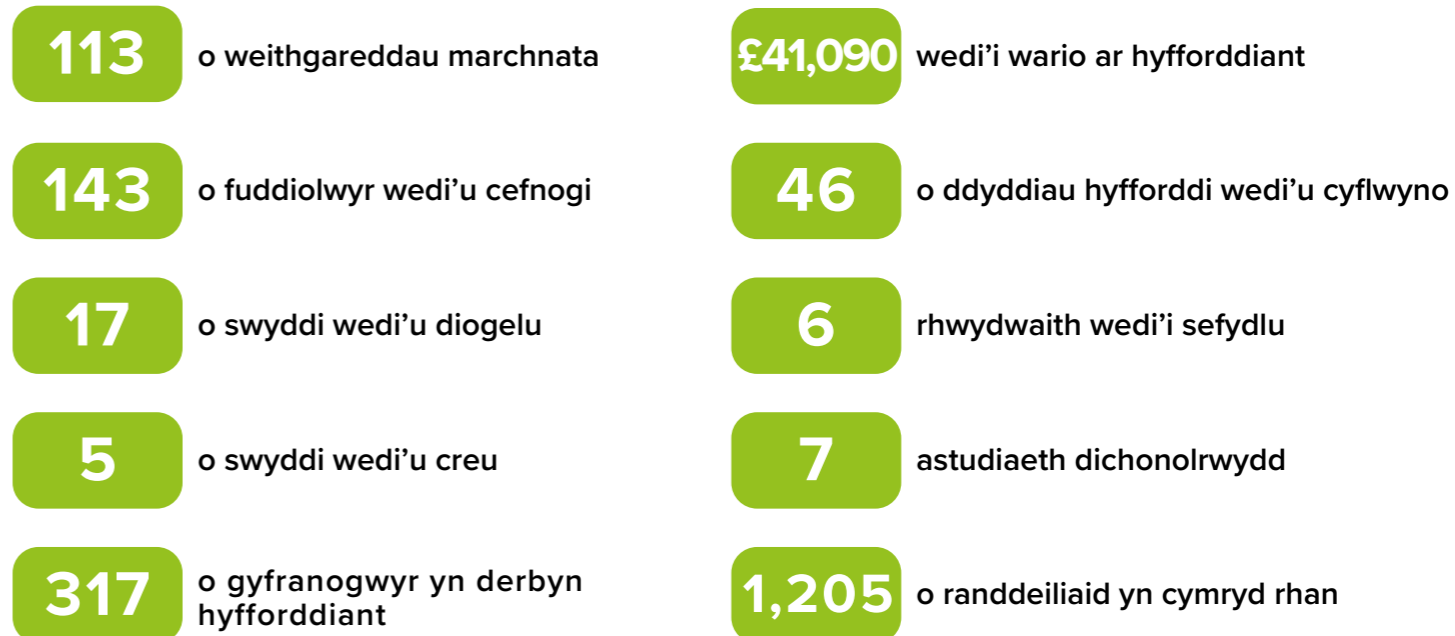 113 o weithgareddau marchnata
£41,090 wedi’i wario ar hyfforddiant
143 o fuddiolwyr wedi’u cefnogi
46 o ddyddiau hyfforddi wedi’u cyflwyno
17 o swyddi wedi’u diogelu
6 rhwydwaith wedi’i sefydlu
5 o swyddi wedi’u creu
7 astudiaeth dichonolrwydd
317 o gyfranogwyr yn derbyn
hyfforddiant
1,205 o randdeiliaid yn cymryd rhan